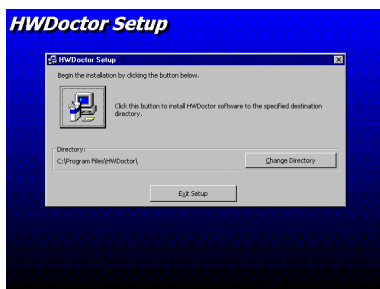 HWDoctor Setup
HWDoctor Setup
Begin the installation by clicking the button below.
Click this button to install HWDoctor software to the specified destination
directory.
Directory:
C:\Program Files\HWDoctor\
Change Directory
Exit Setup